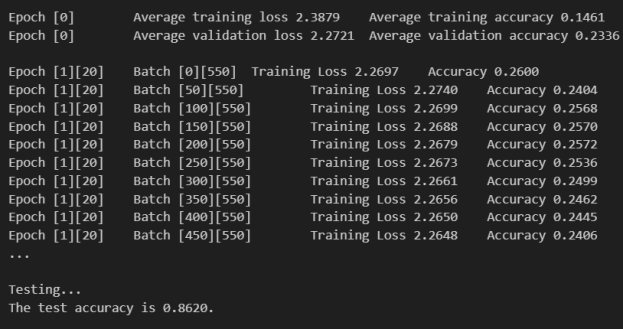 Epoch [0] Average training loss 2.3879 Average training accuracy 0.1461
Epoch [0] Average validation loss 2.2721 Average validation accuracy 0.2336
Epoch [1][20] Batch [0][550] Training Loss 2.2697 Accuracy 0.2600
Epoch [1][20] Batch [50][550] Training Loss 2.2740 Accuracy 0.2404
Epoch [1][20] Batch [100][550] Training Loss 2.2699 Accuracy 0.2568
Epoch [1][20] Batch [150][550] Training Loss 2.2688 Accuracy 0.2570
Epoch [1][20] Batch [200][550] Training Loss 2.2679 Accuracy 0.2572
Epoch [1][20] Batch [250][550] Training Loss 2.2673 Accuracy 0.2536
Epoch [1][20] Batch [300][550] Training Loss 2.2661 Accuracy 0.2499
Epoch [1][20] Batch [350][550] Training Loss 2.2656 Accuracy 0.2462
Epoch [1][20] Batch [400][550] Training Loss 2.2650 Accuracy 0.2445
Epoch [1][20] Batch [450][550] Training Loss 2.2648 Accuracy 0.2406
...
Testing...
The test accuracy is 0.8620.